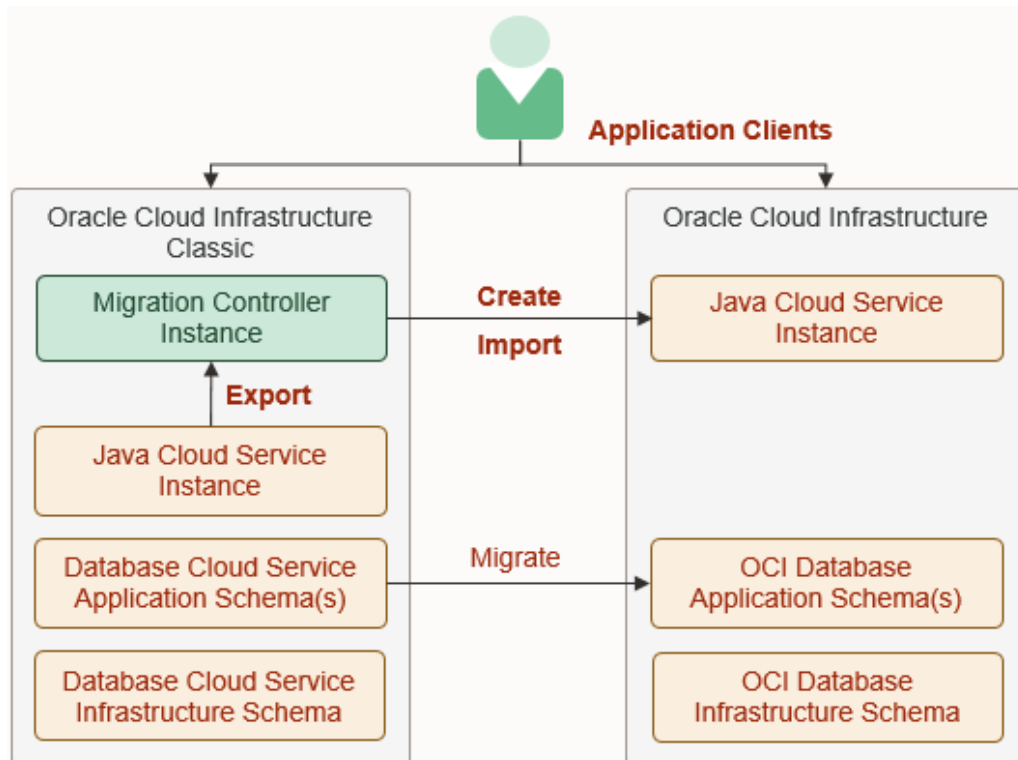 Application Clients
Oracle Cloud Infrastructure
Classic
Migration Controller
Instance
Export
Java Cloud Service
Instance
Database Cloud Service
Application Schema(s)
Database Cloud Service
Infrastructure Schema
Create
Import
Migrate
Oracle Cloud Infrastructure
Java Cloud Service
Instance
OCI Database
Application Schema(s)
OCI Database
Infrastructure Schema